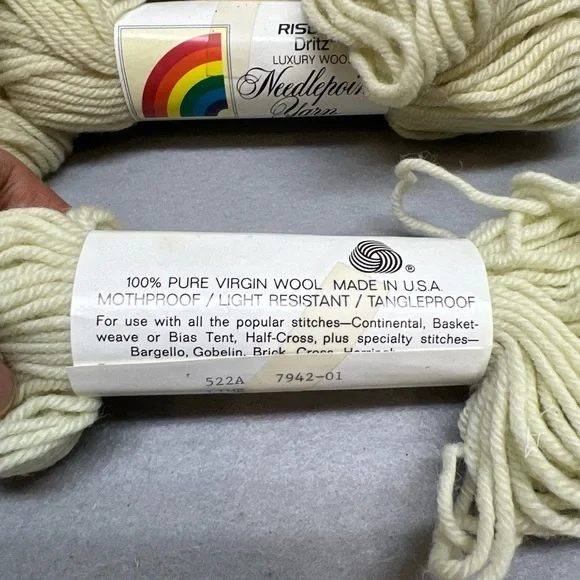 Dritz®
LUXURY WOOL
Needlepoint
Yarn
®
100% PURE VIRGIN WOOL MADE IN U.S.A.
MOTHPROOF / LIGHT RESISTANT / TANGLEPROOF
For use with all the popular stitches—Continental, Basket-
weave or Bias Tent, Half-Cross, plus specialty stitches—
Bargello, Gobelin, Brick, Cross,
522A 7942-01